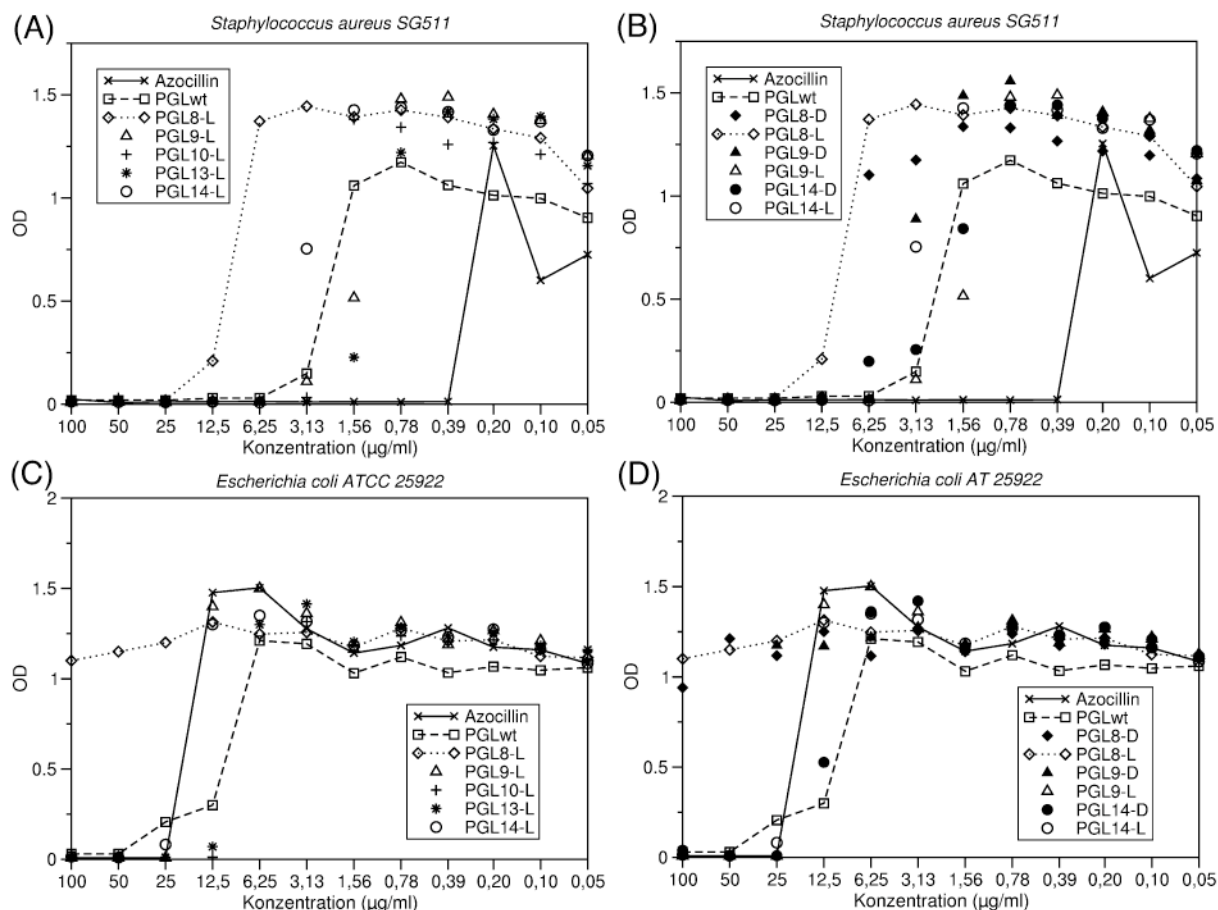 (A)
Staphylococcus aureus SG511
1.5
1
0.5
0
OD
Azocillin
PGLwt
PGL8-L
PGL9-L
PGL10-L
PGL13-L
PGL14-L
100 50 25 12,5 6,25 3,13 1,56 0,78 0,39 0,20 0,10 0,05
Konzentration (µg/ml)
(B)
Staphylococcus aureus SG511
1.5
1
0.5
0
OD
Azocillin
PGLwt
PGL8-D
PGL8-L
PGL9-D
PGL9-L
PGL14-D
PGL14-L
100 50 25 12,5 6,25 3,13 1,56 0,78 0,39 0,20 0,10 0,05
Konzentration (µg/ml)
(C)
Escherichia coli ATCC 25922
2
1.5
1
0.5
0
OD
Azocillin
PGLwt
PGL8-L
PGL9-L
PGL10-L
PGL13-L
PGL14-L
100 50 25 12,5 6,25 3,13 1,56 0,78 0,39 0,20 0,10 0,05
Konzentration (µg/ml)
(D)
Escherichia coli AT 25922
2
1.5
1
0.5
0
OD
Azocillin
PGLwt
PGL8-D
PGL8-L
PGL9-D
PGL9-L
PGL14-D
PGL14-L
100 50 25 12,5 6,25 3,13 1,56 0,78 0,39 0,20 0,10 0,05
Konzentration (µg/ml)